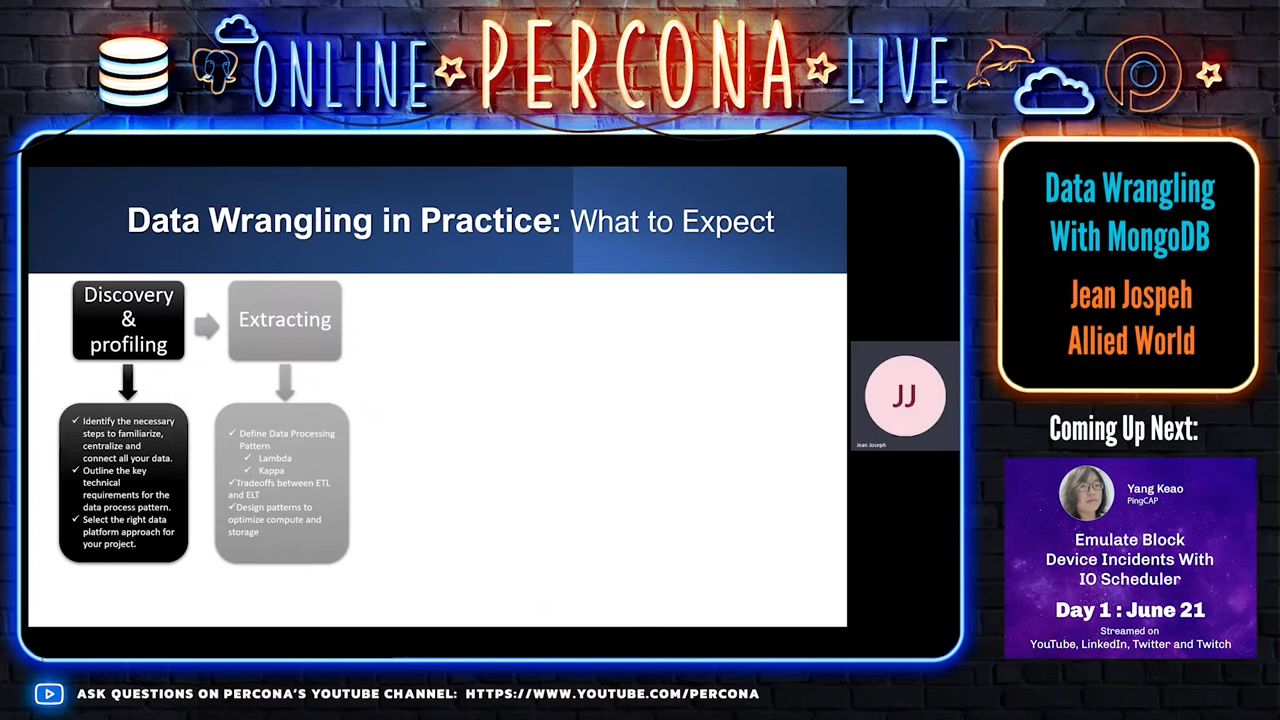 ONLINE PERCONA LIVE
Data Wrangling in Practice: What to Expect
Discovery
&
profiling
Extracting
✓ Identify the necessary
steps to familiarize,
centralize and
connect all your data.
✓ Outline the key
technical
requirements for the
data process pattern.
✓ Select the right data
platform approach for
your project.
✓ Define Data Processing
Pattern
✓ Lambda
✓ Kappa
✓Tradeoffs between ETL
and ELT
✓Design patterns to
optimize compute and
storage
JJ
Jean Joseph
Data Wrangling
With MongoDB
Jean Jospeh
Allied World
Coming Up Next:
Yang Keao
PingCAP
Emulate Block
Device Incidents With
IO Scheduler
Day 1 : June 21
Streamed on
YouTube, LinkedIn, Twitter and Twitch
ASK QUESTIONS ON PERCONA'S YOUTUBE CHANNEL: HTTPS://WWW.YOUTUBE.COM/PERCONA